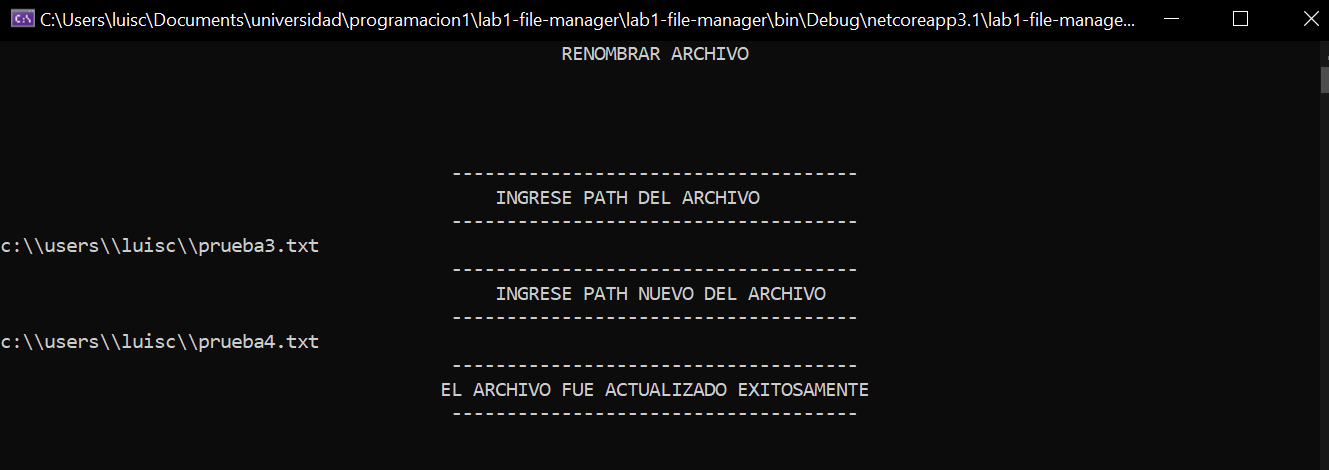 C:\Users\luisc\Documents\universidad\programacion1\lab1-file-manager\lab1-file-manager\bin\Debug\netcoreapp3.1\lab1-file-manage...
RENOMBRAR ARCHIVO
-------------------------------------
INGRESE PATH DEL ARCHIVO
-------------------------------------
c:\\users\\luisc\\prueba3.txt
-------------------------------------
INGRESE PATH NUEVO DEL ARCHIVO
-------------------------------------
c:\\users\\luisc\\prueba4.txt
-------------------------------------
EL ARCHIVO FUE ACTUALIZADO EXITOSAMENTE
-------------------------------------